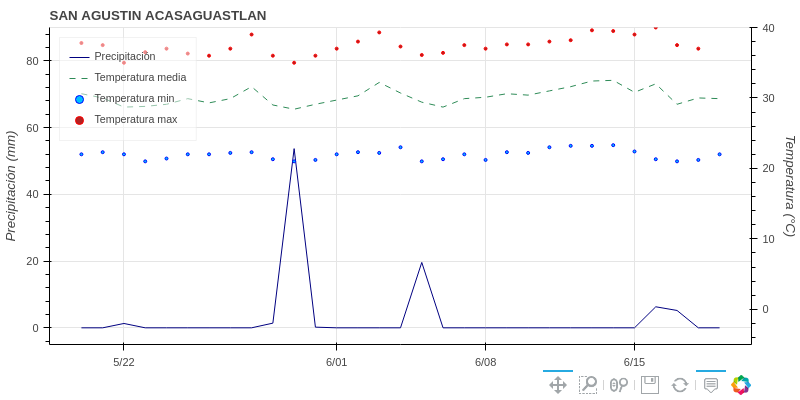 SAN AGUSTIN ACASAGUASTLAN
Precipitación
Temperatura media
Temperatura min
Temperatura max
Precipitación (mm)
80
60
40
20
0
Temperatura (°C)
40
30
20
10
0
5/22
6/01
6/08
6/15